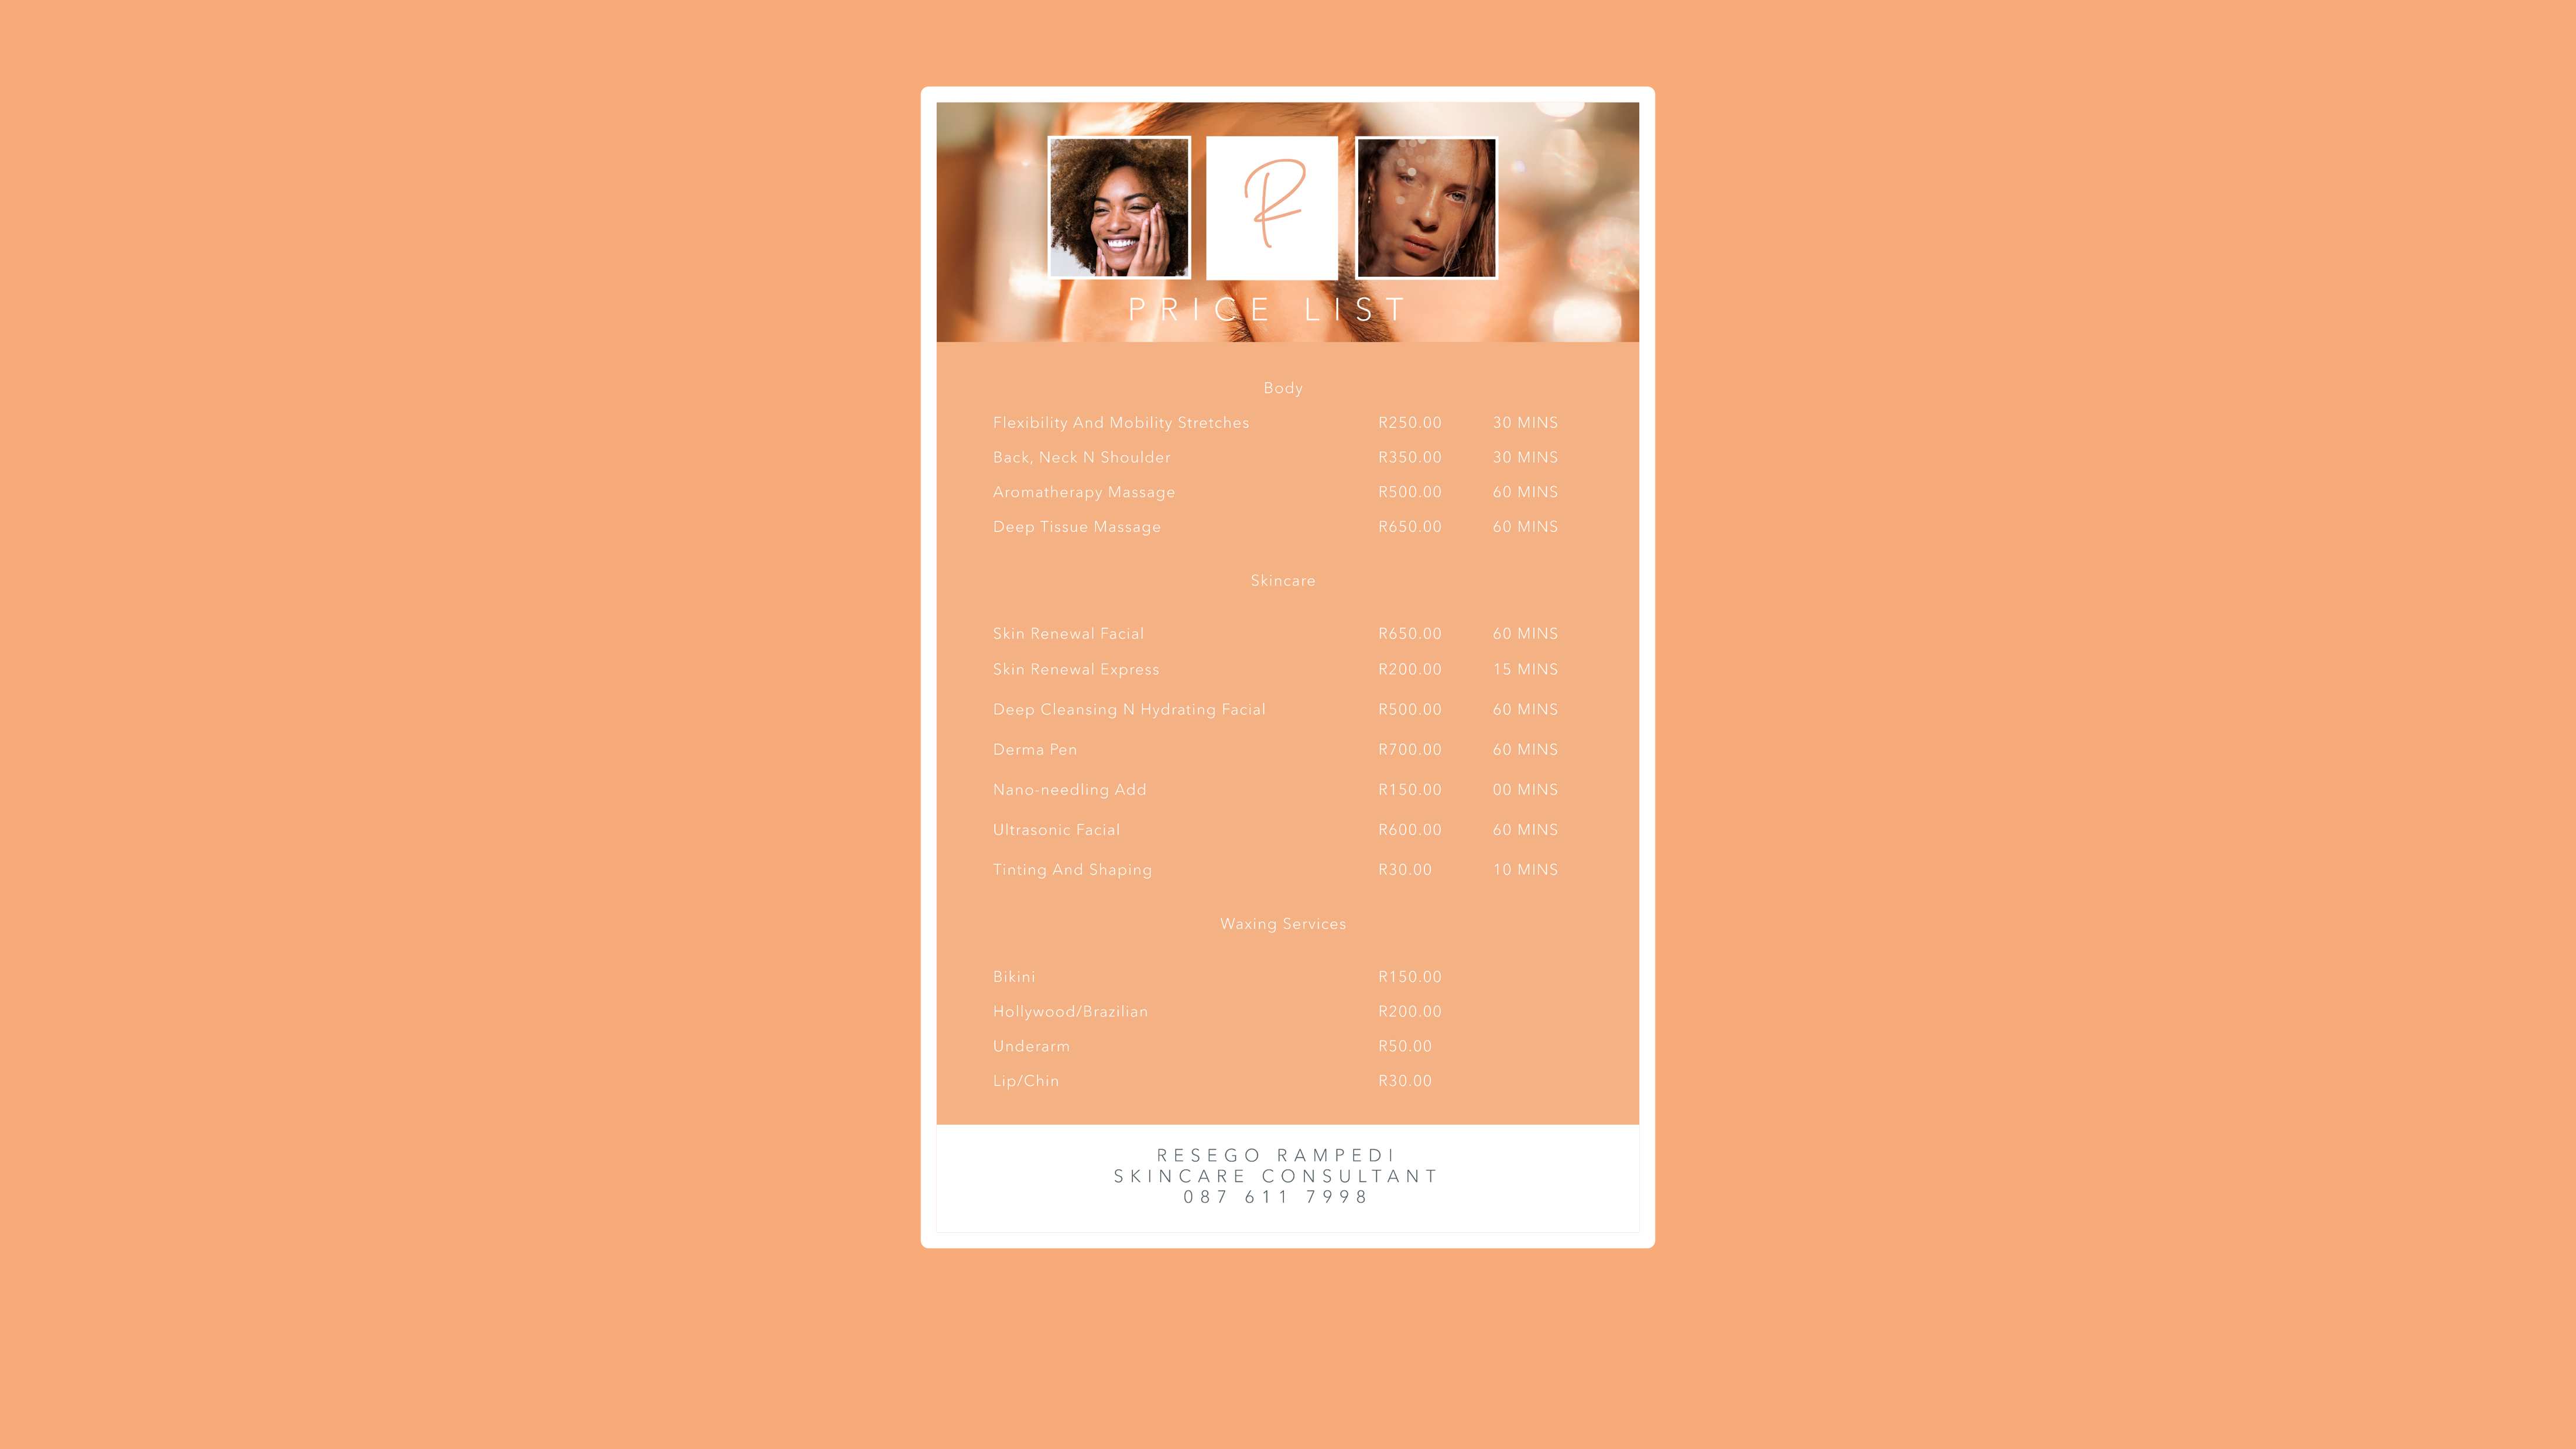 R
PRICE LIST
Body
Flexibility And Mobility Stretches R250.00 30 MINS
Back, Neck N Shoulder R350.00 30 MINS
Aromatherapy Massage R500.00 60 MINS
Deep Tissue Massage R650.00 60 MINS
Skincare
Skin Renewal Facial R650.00 60 MINS
Skin Renewal Express R200.00 15 MINS
Deep Cleansing N Hydrating Facial R500.00 60 MINS
Derma Pen R700.00 60 MINS
Nano-needling Add R150.00 00 MINS
Ultrasonic Facial R600.00 60 MINS
Tinting And Shaping R30.00 10 MINS
Waxing Services
Bikini R150.00
Hollywood/Brazilian R200.00
Underarm R50.00
Lip/Chin R30.00
RESEGO RAMPEDI
SKINCARE CONSULTANT
087 611 7998